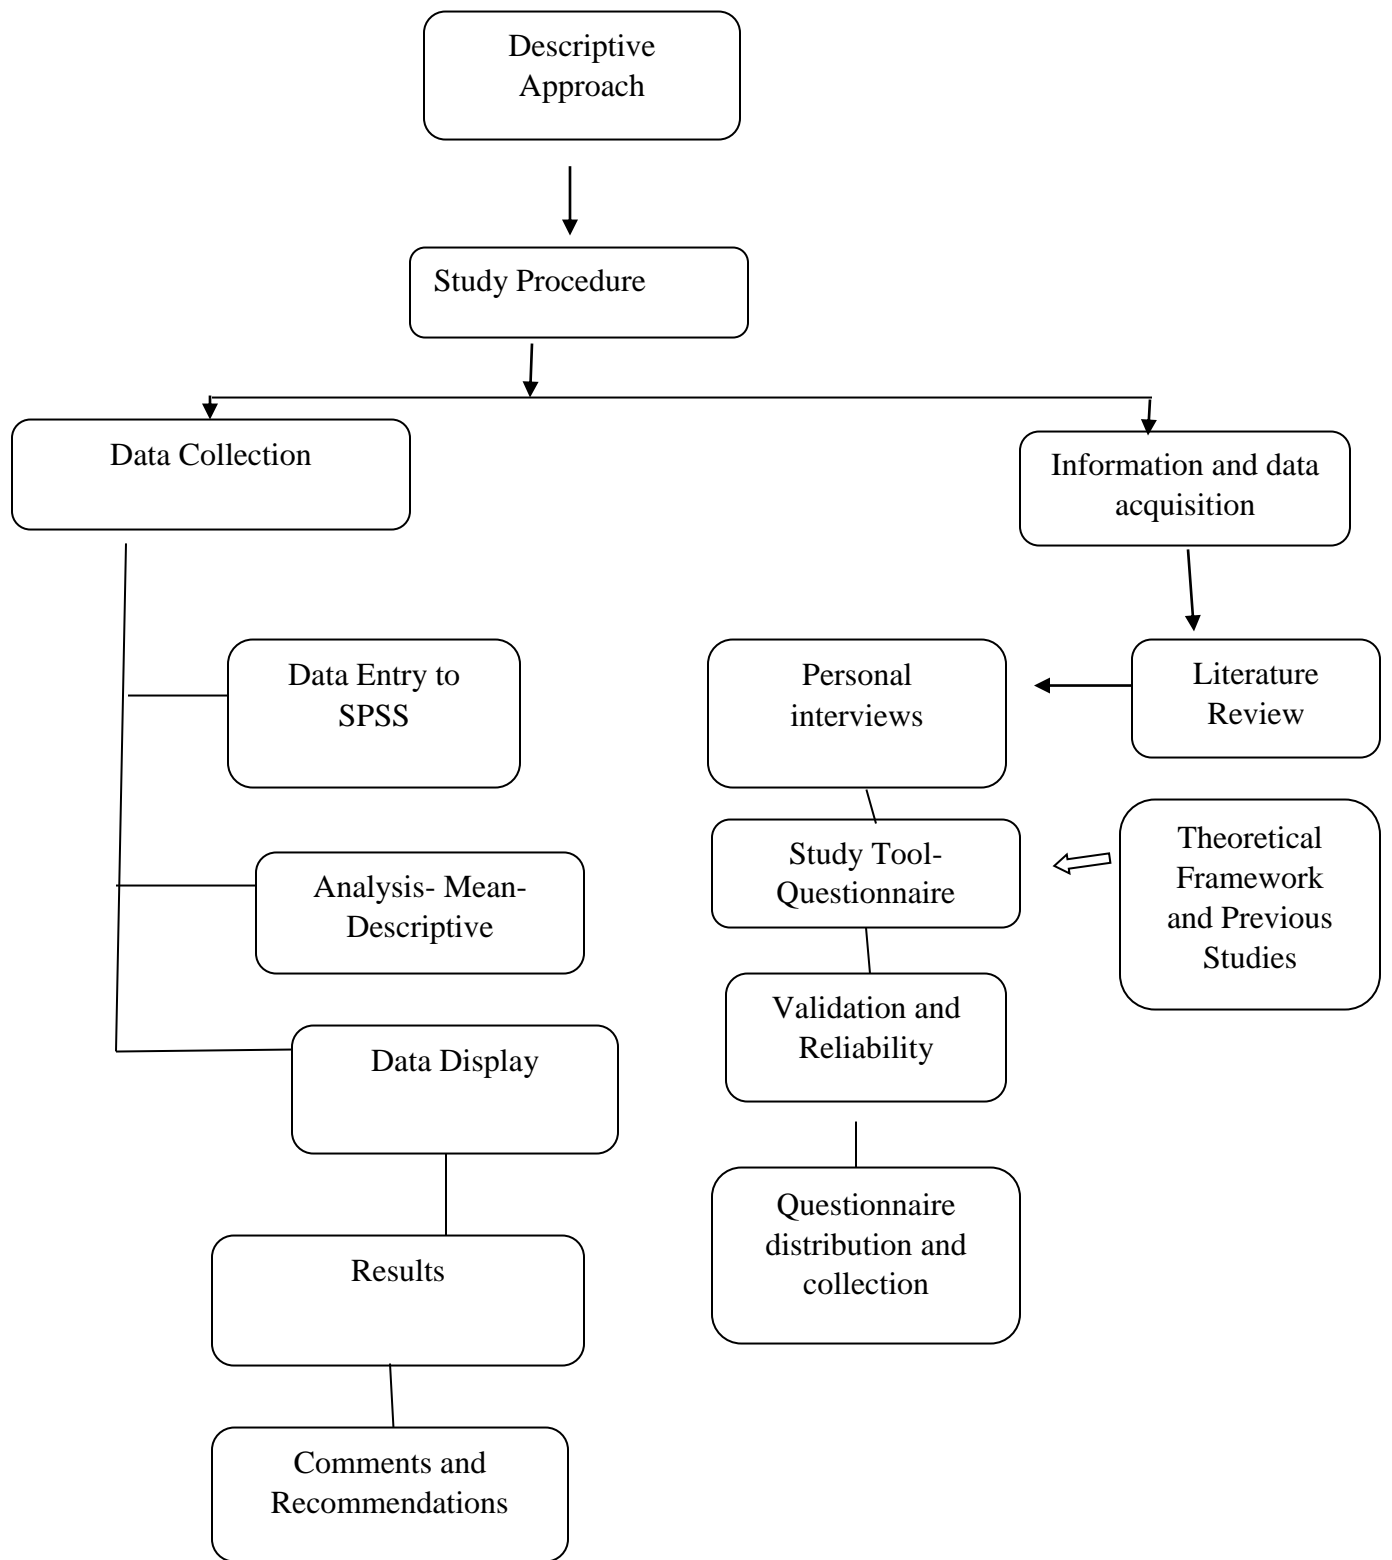 Descriptive
Approach
Study Procedure
Data Collection
Information and data
acquisition
Data Entry to
SPSS
Personal
interviews
Literature
Review
Study Tool-
Questionnaire
Theoretical
Framework
and Previous
Studies
Analysis- Mean-
Descriptive
Validation and
Reliability
Data Display
Questionnaire
distribution and
collection
Results
Comments and
Recommendations